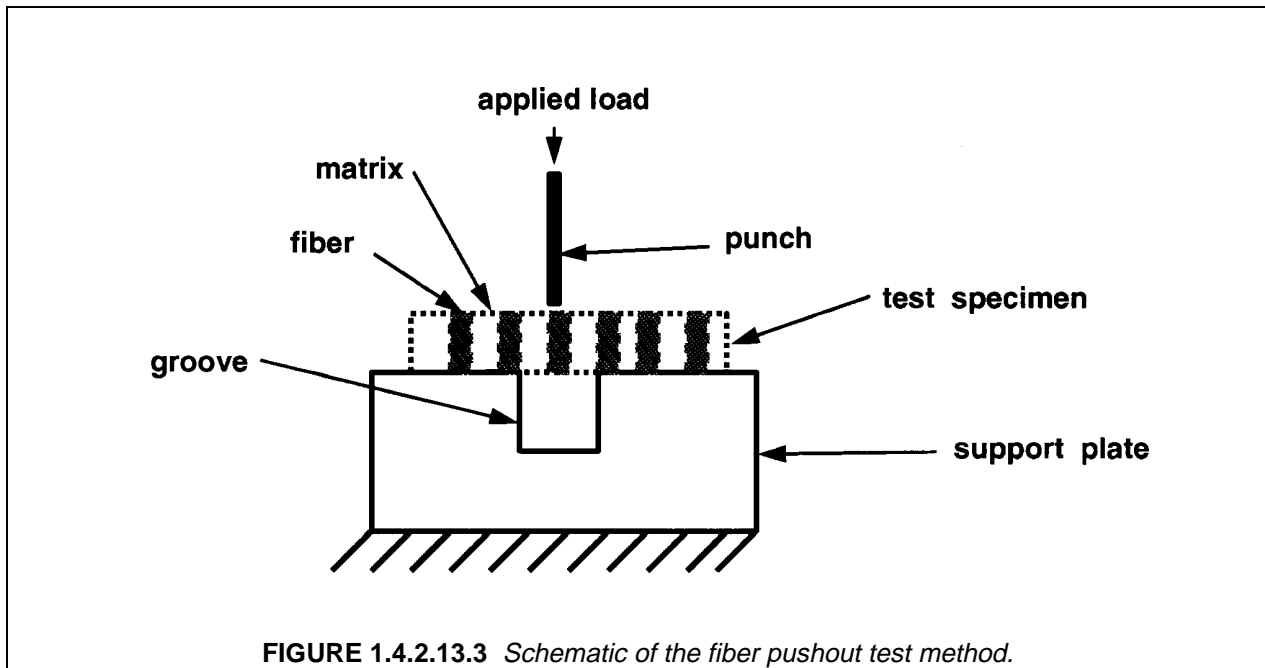 applied load
matrix
fiber
punch
test specimen
groove
support plate
FIGURE 1.4.2.13.3 Schematic of the fiber pushout test method.